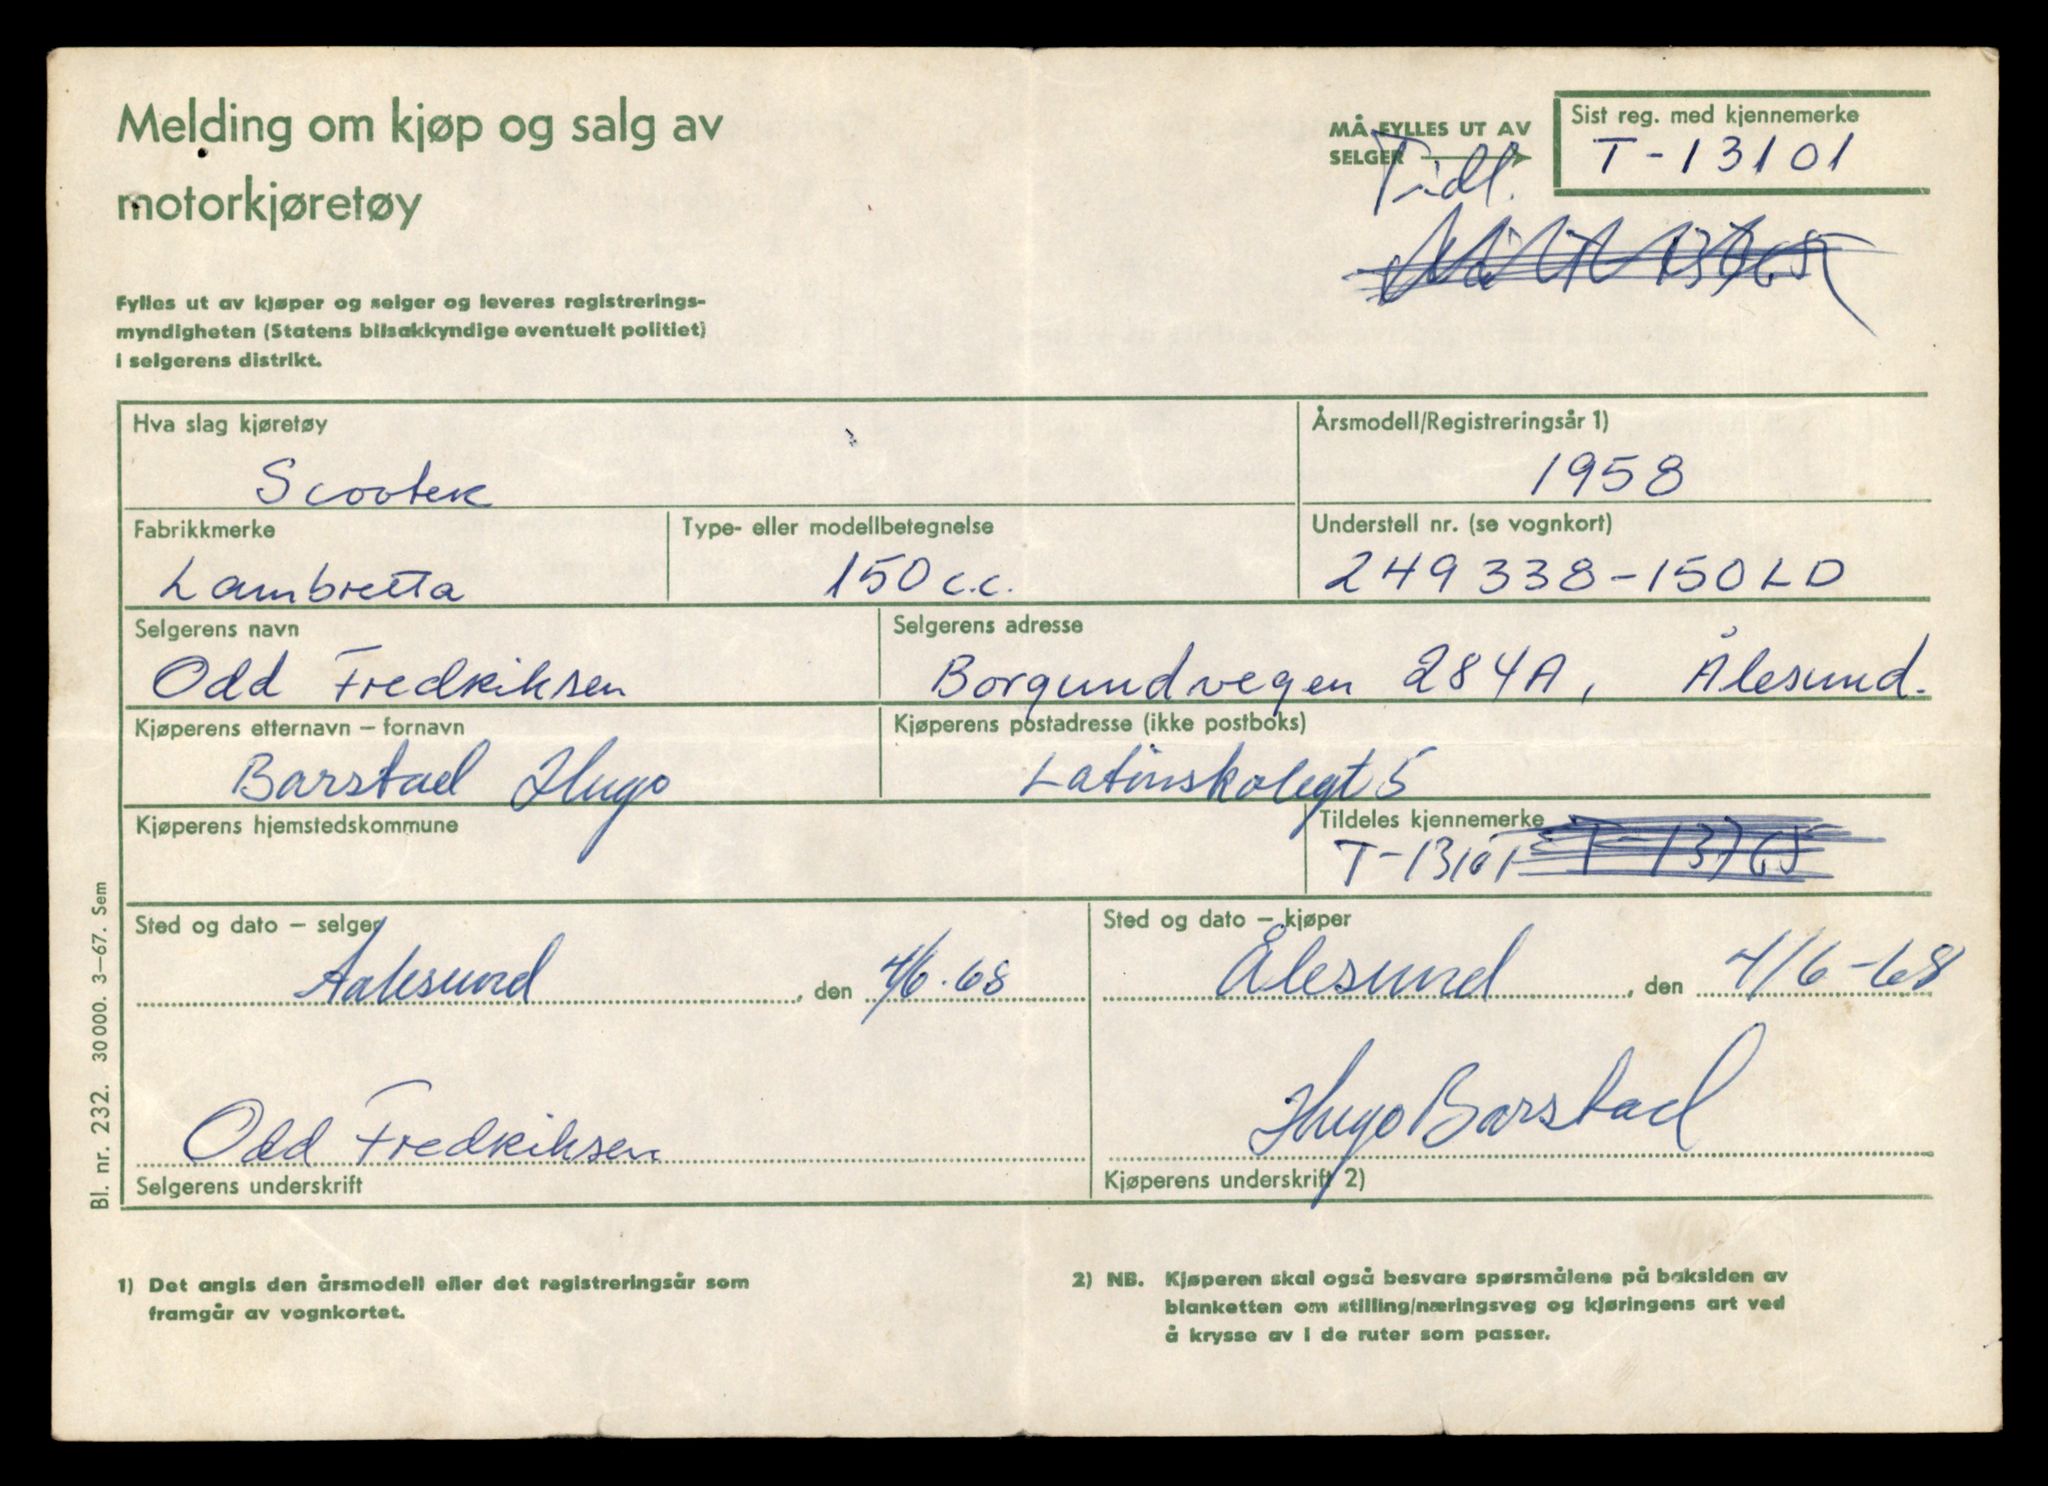 Melding om kjøp og salg av
motorkjøretøy
MÅ FYLLES UT AV
SELGER
Sist reg. med kjennemerke
T-13101
Tidl.
Fylles ut av kjøper og selger og leveres registrerings-
myndigheten (Statens bilsakkyndige eventuelt politiet)
i selgerens distrikt.
Hva slag kjøretøy
Scooter
Årsmodell/Registreringsår 1)
1958
Fabrikkmerke
Lambretta
Type- eller modellbetegnelse
150 c.c.
Understell nr. (se vognkort)
249338-150LD
Selgerens navn
Odd Fredriksen
Selgerens adresse
Borgundvegen 284A, Ålesund.
Kjøperens etternavn – fornavn
Barstad Hugo
Kjøperens postadresse (ikke postboks)
Latinskolegt 5
Kjøperens hjemstedskommune
Tildeles kjennemerke
T-13101 T-13765
Sted og dato – selger
Aalesund, den 4/6-68
Sted og dato – kjøper
Ålesund, den 4/6-68
Odd Fredriksen
Selgerens underskrift
Hugo Barstad
Kjøperens underskrift 2)
Bl. nr. 232. 30 000. 3–67. Sem
1) Det angis den årsmodell eller det registreringsår som
framgår av vognkortet.
2) NB. Kjøperen skal også besvare spørsmålene på baksiden av
blanketten om stilling/næringsveg og kjøringens art ved
å krysse av i de ruter som passer.